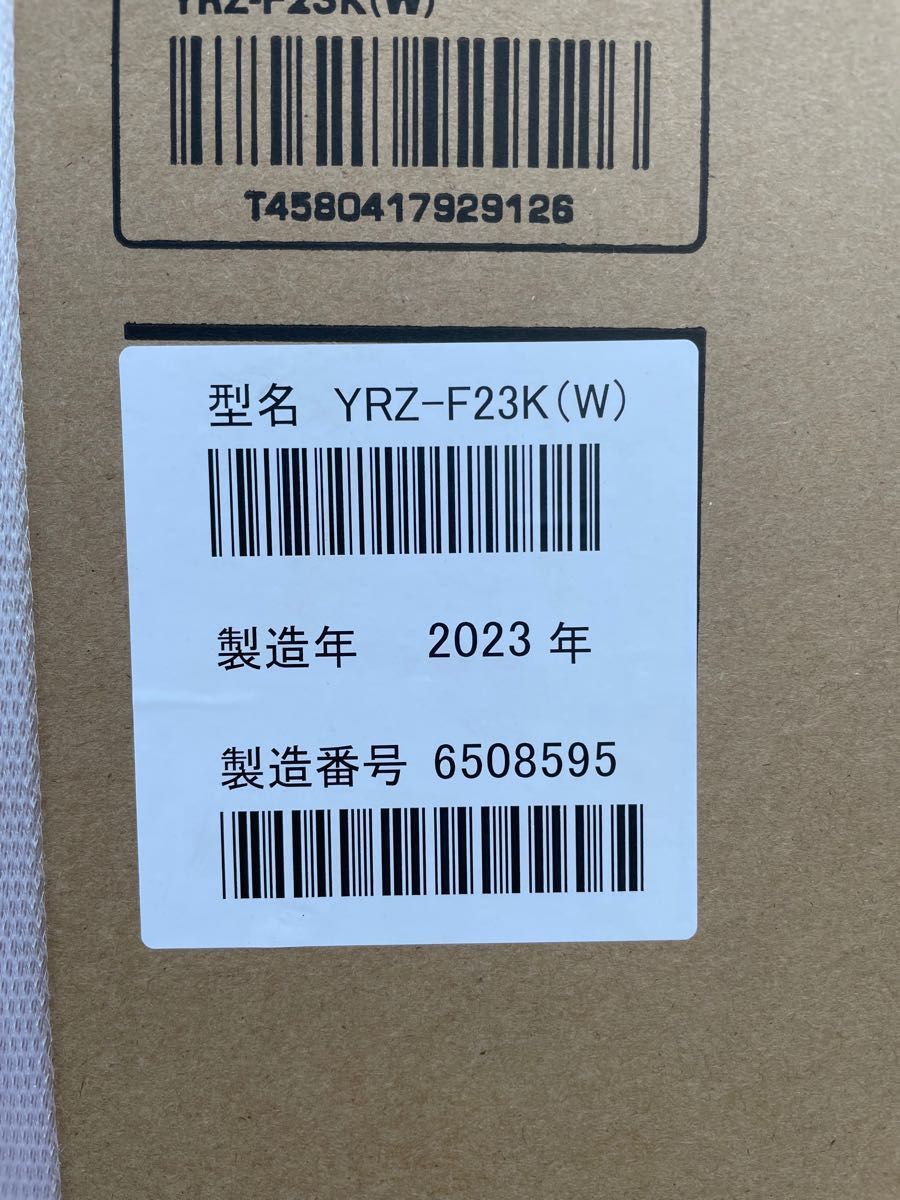 YRZ-F23K(W)
T4580417929126
型名 YRZ-F23K(W)
製造年 2023 年
製造番号 6508595